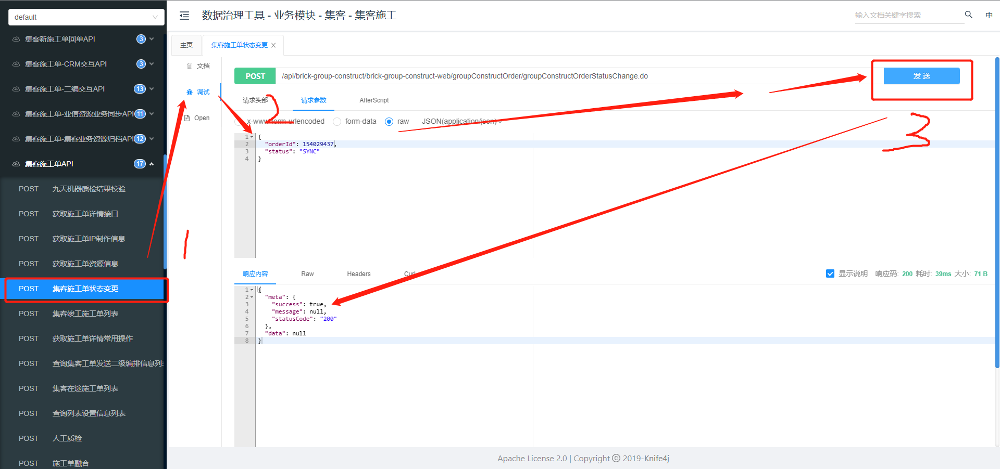 default
数据治理工具 - 业务模块 - 集客 - 集客施工
输入文档关键字搜索
中
集客新施工单回单API 3
集客施工单-CRM交互API 3
集客施工单-二编交互API 13
集客施工单-亚信资源业务同步API 11
集客施工单-集客业务资源归档API 12
集客施工单API 17
POST 九天机器质检结果校验
POST 获取施工单详情接口
POST 获取施工单IP制作信息
POST 获取施工单资源信息
POST 集客施工单状态变更
POST 集客竣工施工单列表
POST 获取施工单详情常用操作
POST 查询集客工单发送二级编排信息列表
POST 集客在途施工单列表
POST 查询列表设置信息列表
POST 人工质检
POST 施工单融合
主页
集客施工单状态变更
文档
调试
Open
POST /api/brick-group-construct/brick-group-construct-web/groupConstructOrder/groupConstructOrderStatusChange.do
发 送
请求头部 请求参数 AfterScript
x-www-form-urlencoded form-data raw JSON(application/json)
1 {
2 "orderId": 154029437,
3 "status": "SYNC"
4 }
响应内容 Raw Headers Curl
显示说明 响应码: 200 耗时: 39ms 大小: 71 B
1 {
2 "meta": {
3 "success": true,
4 "message": null,
5 "statusCode": "200"
6 },
7 "data": null
8 }
1
2
3
Apache License 2.0 | Copyright © 2019-Knife4j